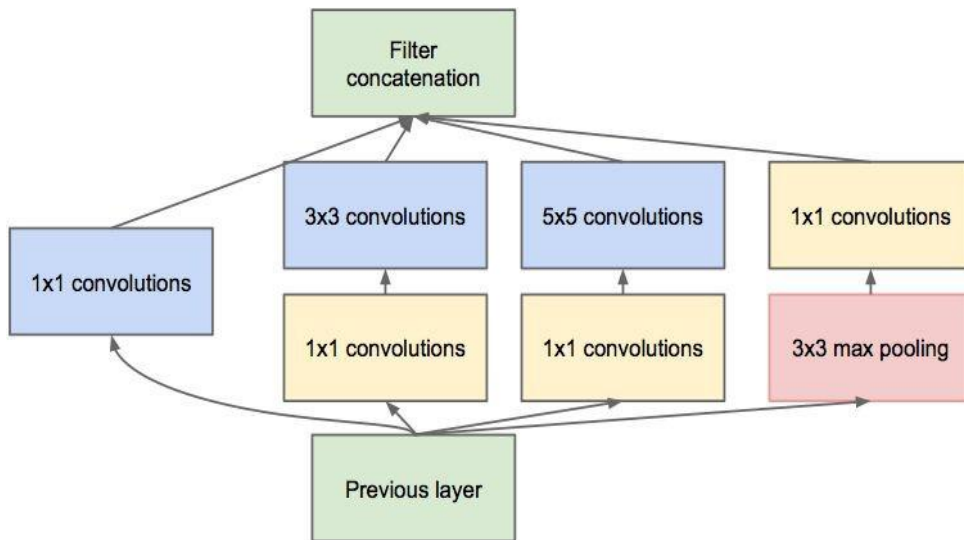 Filter
concatenation
3x3 convolutions
5x5 convolutions
1x1 convolutions
1x1 convolutions
1x1 convolutions
1x1 convolutions
3x3 max pooling
Previous layer